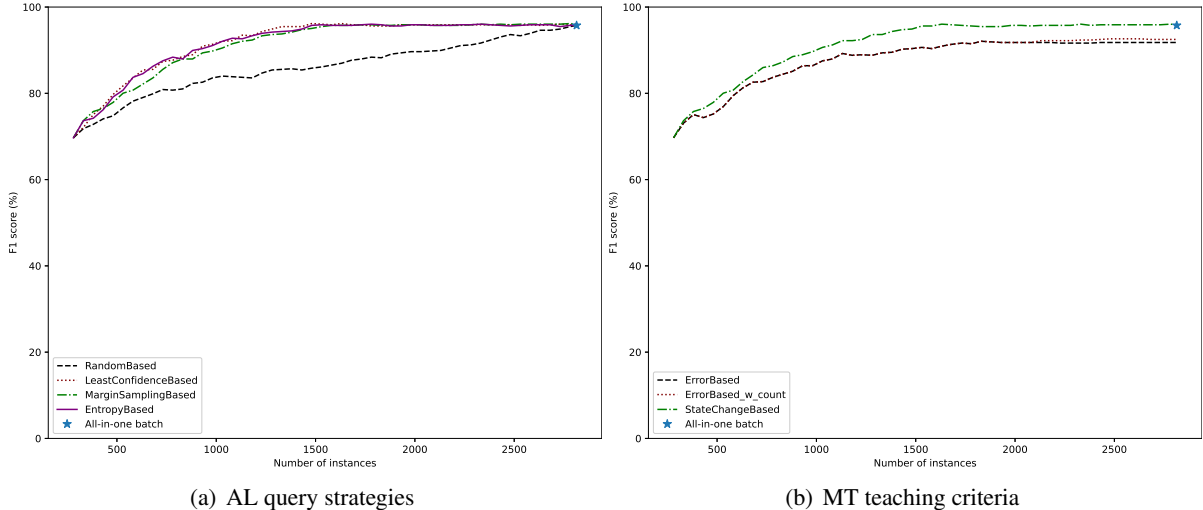 100
80
60
40
20
0
F1 score (%)
500
1000
1500
2000
2500
Number of instances
RandomBased
LeastConfidenceBased
MarginSamplingBased
EntropyBased
All-in-one batch
(a) AL query strategies
100
80
60
40
20
0
F1 score (%)
500
1000
1500
2000
2500
Number of instances
ErrorBased
ErrorBased_w_count
StateChangeBased
All-in-one batch
(b) MT teaching criteria